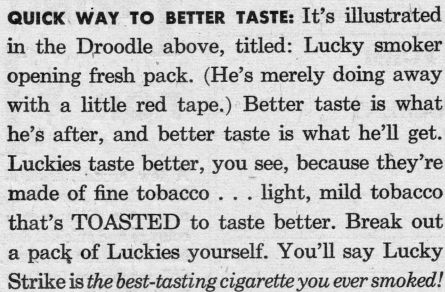 QUICK WAY TO BETTER TASTE: It's illustrated
in the Droodle above, titled: Lucky smoker
opening fresh pack. (He's merely doing away
with a little red tape.) Better taste is what
he's after, and better taste is what he'll get.
Luckies taste better, you see, because they're
made of fine tobacco . . . light, mild tobacco
that's TOASTED to taste better. Break out
a pack of Luckies yourself. You'll say Lucky
Strike is the best-tasting cigarette you ever smoked!